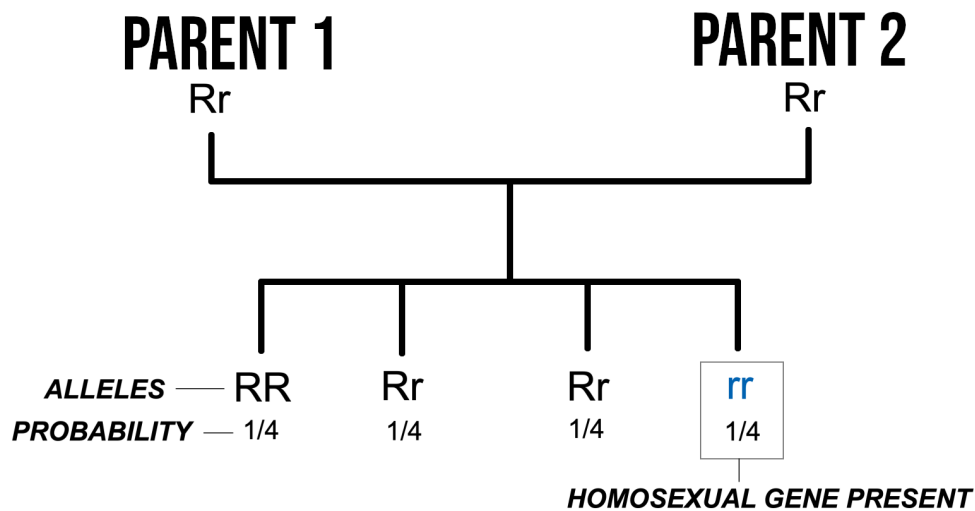 PARENT 1
PARENT 2
Rr
Rr
ALLELES RR Rr Rr rr
PROBABILITY 1/4 1/4 1/4 1/4
HOMOSEXUAL GENE PRESENT